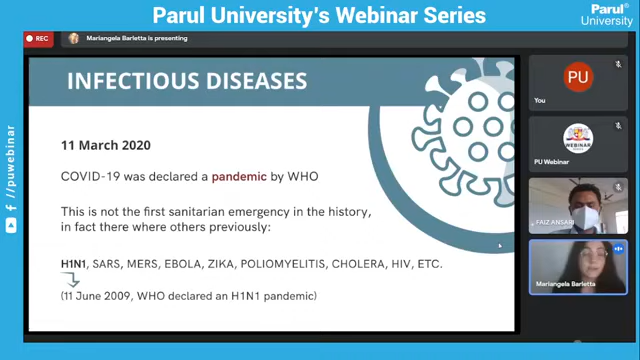 Parul University's Webinar Series
Parul®
University
REC
Mariangela Barletta is presenting
INFECTIOUS DISEASES
11 March 2020
COVID-19 was declared a pandemic by WHO
This is not the first sanitarian emergency in the history,
in fact there where others previously:
H1N1, SARS, MERS, EBOLA, ZIKA, POLIOMYELITIS, CHOLERA, HIV, ETC.
(11 June 2009, WHO declared an H1N1 pandemic)
PU
You
WEBINAR
PU Webinar
FAIZ ANSARI
Mariangela Barletta
/puwebinar